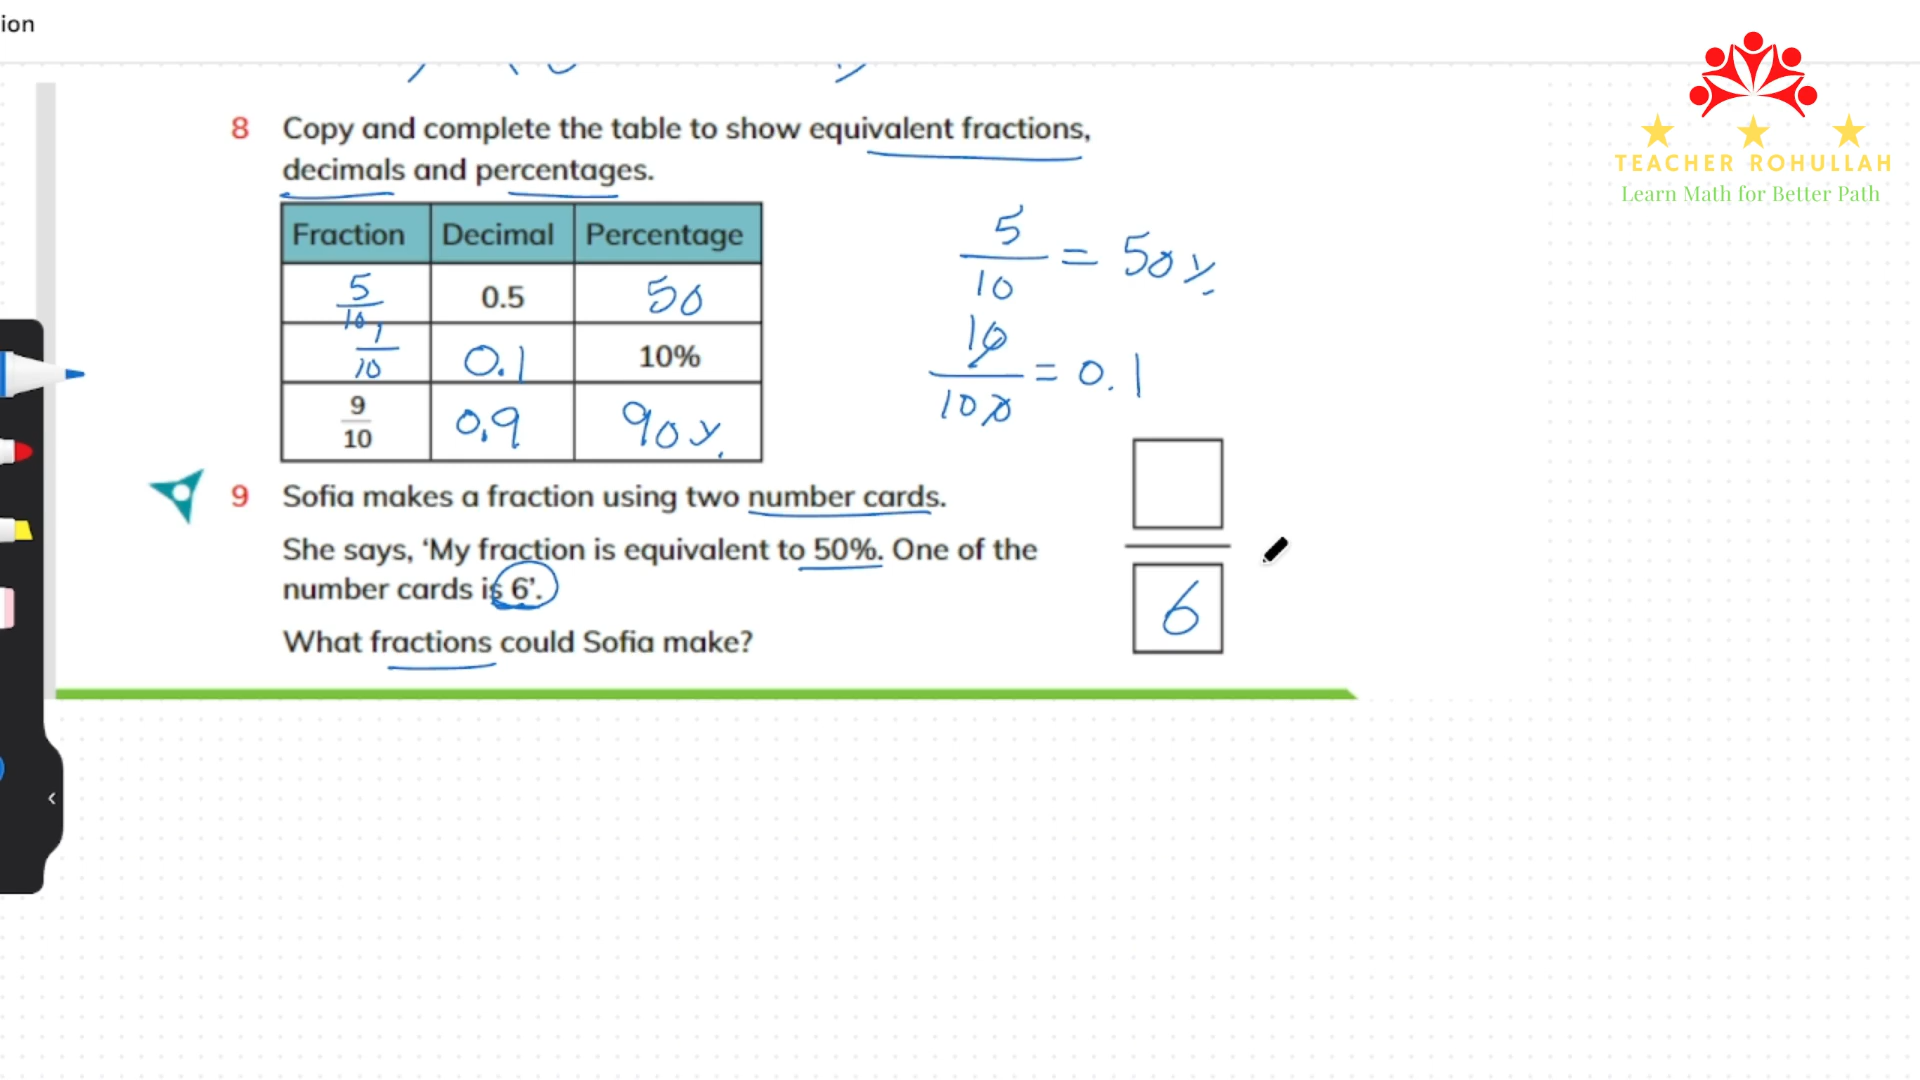 ion
TEACHER ROHULLAH
Learn Math for Better Path
8 Copy and complete the table to show equivalent fractions,
decimals and percentages.
Fraction Decimal Percentage
5/10 0.5 50
1/10 0.1 10%
9/10 0.9 90%
5/10 = 50%
10/100 = 0.1
9 Sofia makes a fraction using two number cards.
She says, ‘My fraction is equivalent to 50%. One of the
number cards is 6’.
What fractions could Sofia make?
6